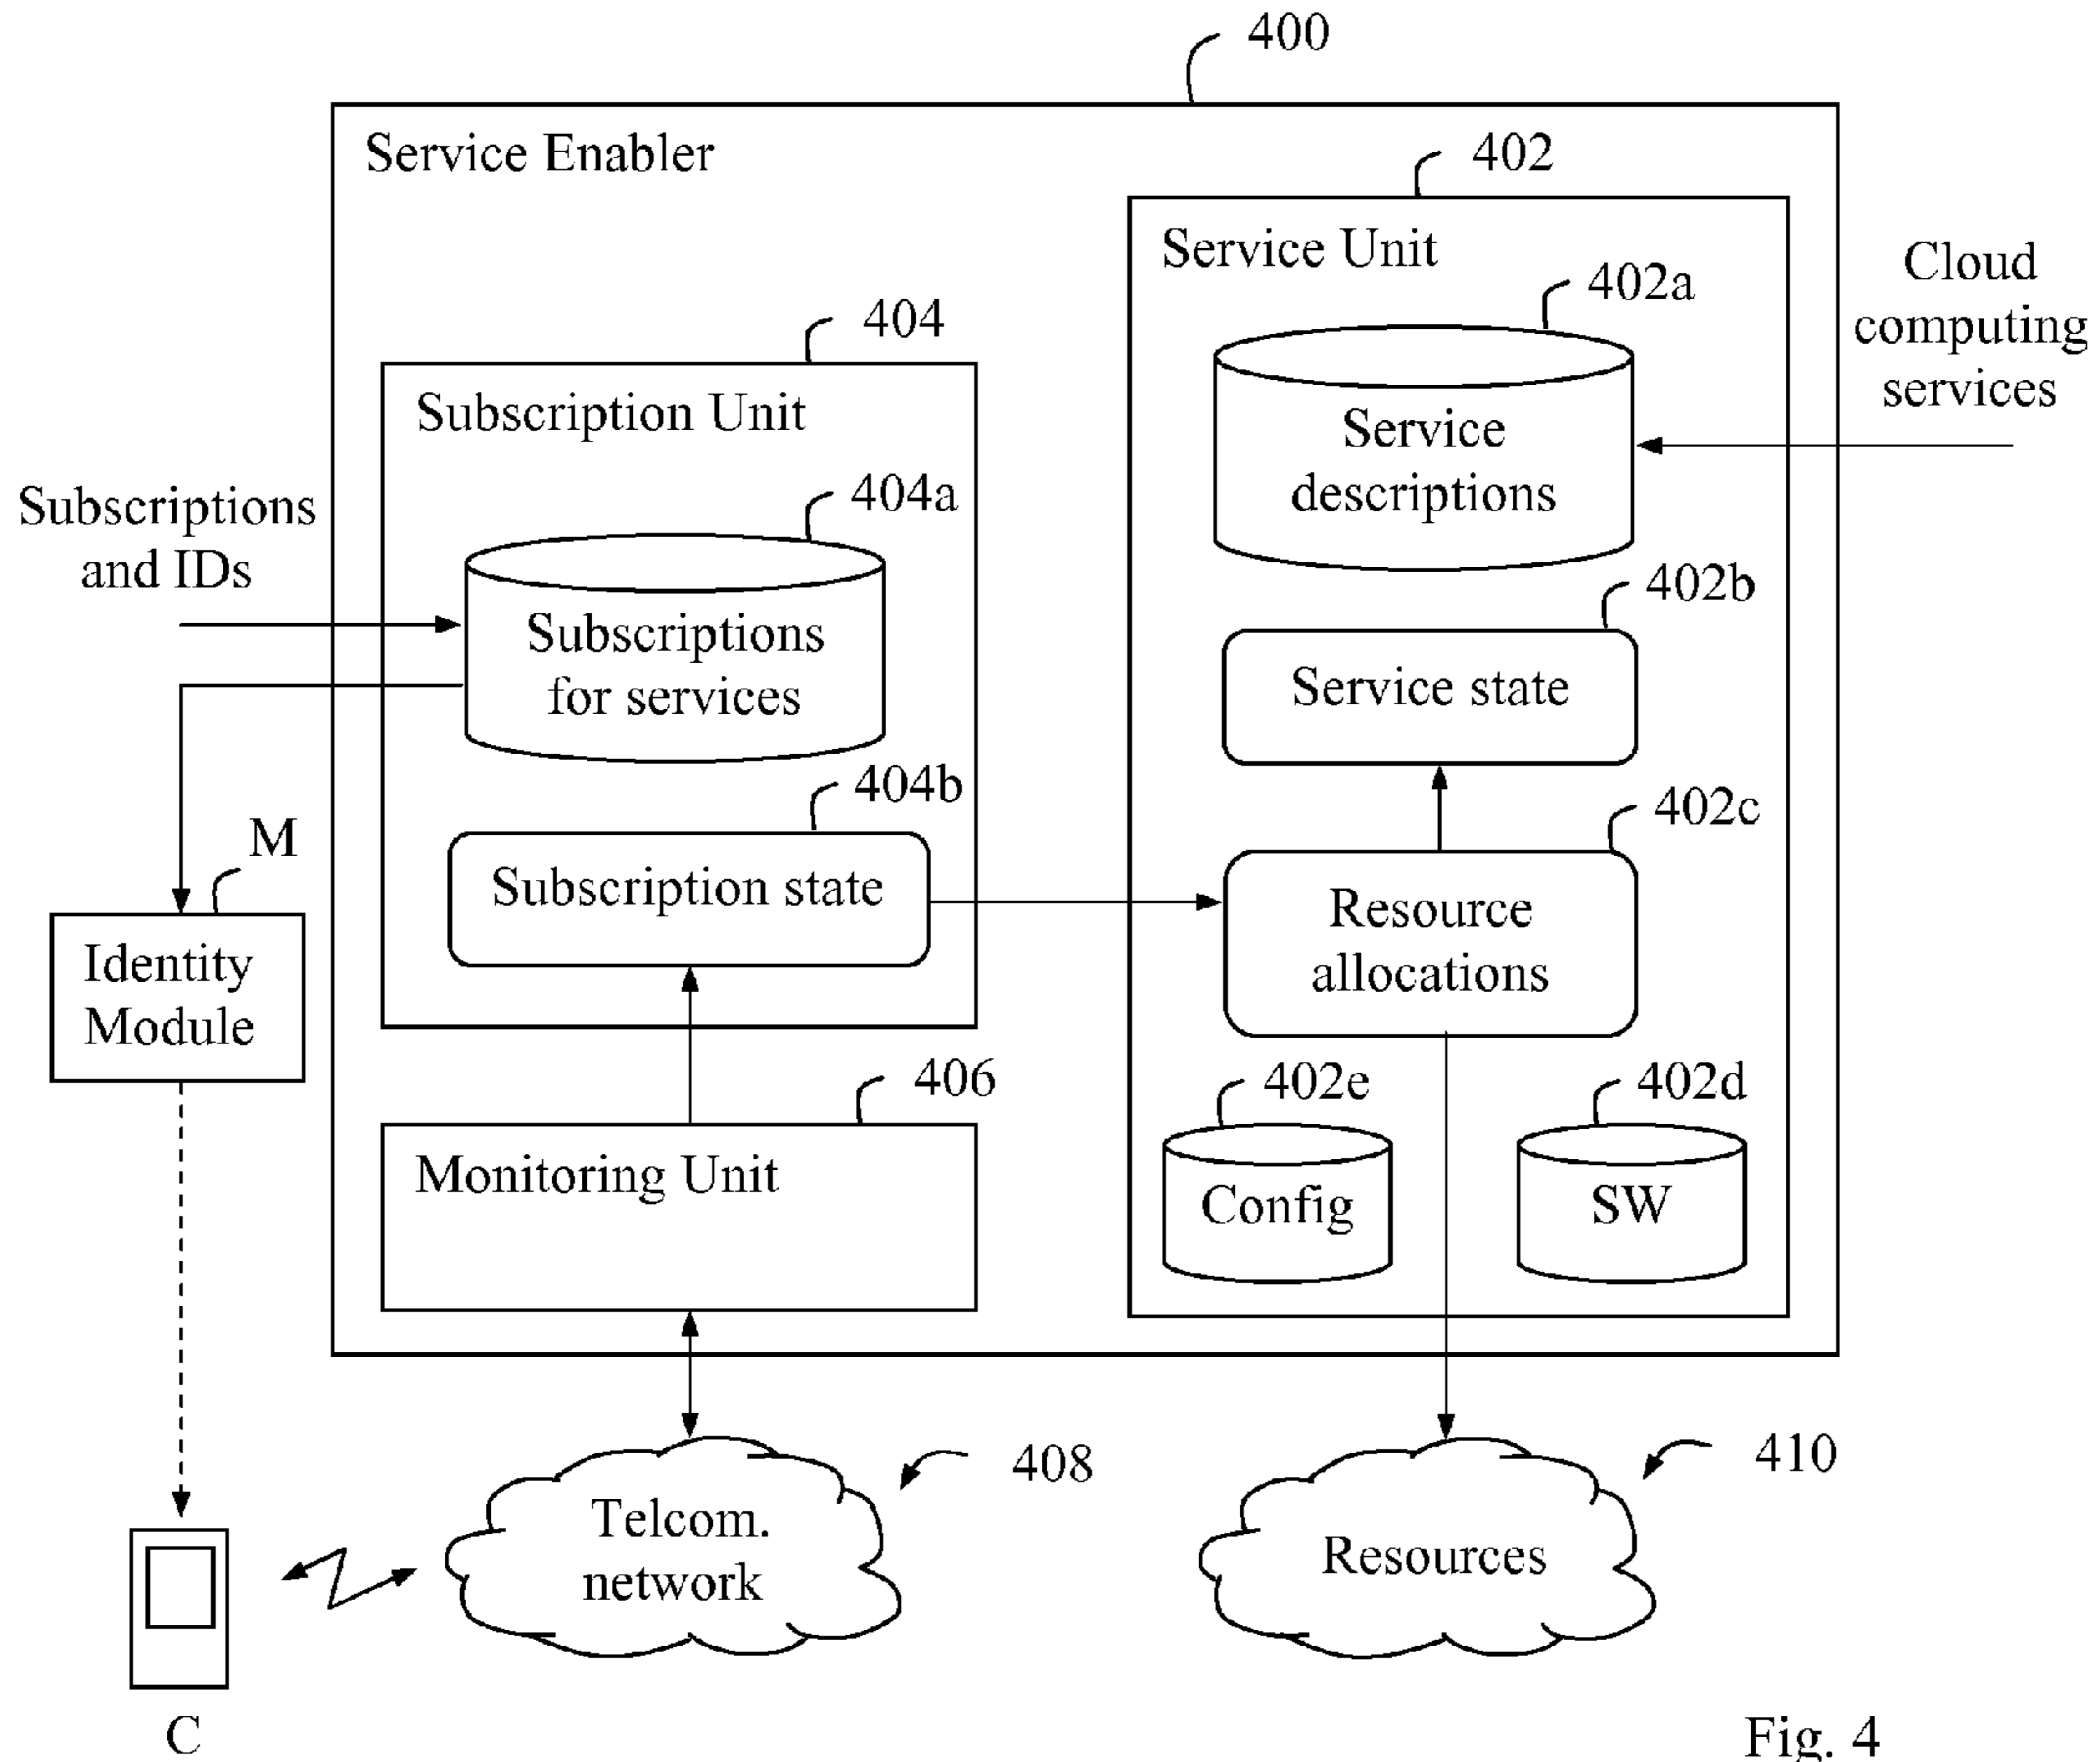 400
Service Enabler
402
Service Unit
402a
Cloud
computing
services
Service
descriptions
404
Subscription Unit
404a
Subscriptions
and IDs
Subscriptions
for services
402b
Service state
404b
Subscription state
402c
Resource
allocations
M
Identity
Module
406
Monitoring Unit
402e
Config
402d
SW
408
Telcom.
network
410
Resources
C
Fig. 4